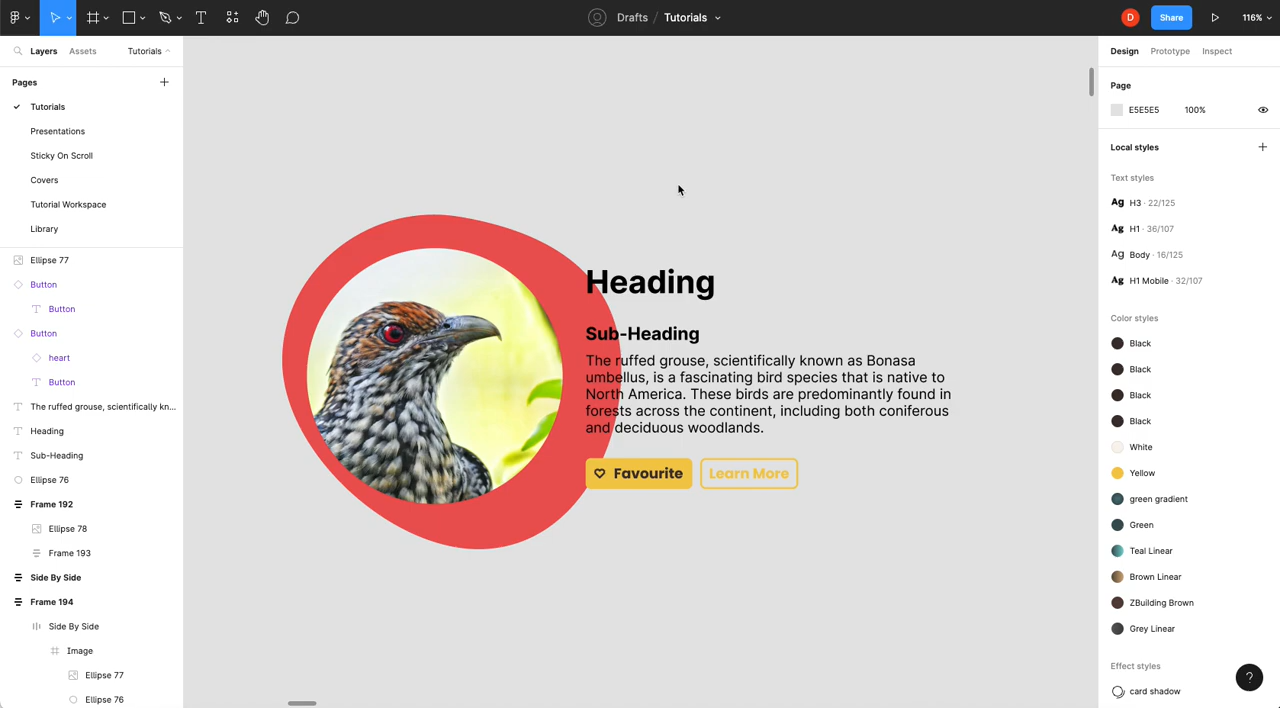 Drafts / Tutorials
D
Share
116%
Layers
Assets
Tutorials
Pages
Tutorials
Presentations
Sticky On Scroll
Covers
Tutorial Workspace
Library
Ellipse 77
Button
Button
Button
heart
Button
The ruffed grouse, scientifically kn...
Heading
Sub-Heading
Ellipse 76
Frame 192
Ellipse 78
Frame 193
Side By Side
Frame 194
Side By Side
Image
Ellipse 77
Ellipse 76
Heading
Sub-Heading
The ruffed grouse, scientifically known as Bonasa
umbellus, is a fascinating bird species that is native to
North America. These birds are predominantly found in
forests across the continent, including both coniferous
and deciduous woodlands.
Favourite
Learn More
Design
Prototype
Inspect
Page
E5E5E5
100%
Local styles
Text styles
Ag H3 · 22/125
Ag H1 · 36/107
Ag Body · 16/125
Ag H1 Mobile · 32/107
Color styles
Black
Black
Black
Black
White
Yellow
green gradient
Green
Teal Linear
Brown Linear
ZBuilding Brown
Grey Linear
Effect styles
card shadow
?